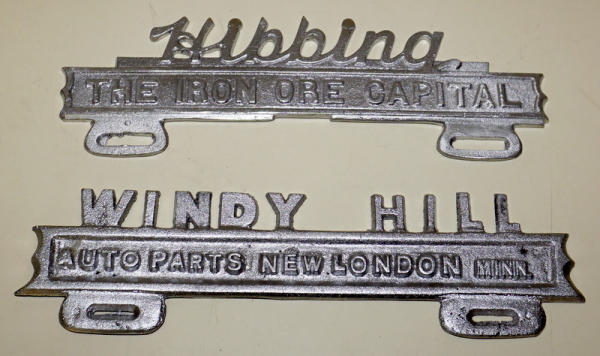 Hibbing
THE IRON ORE CAPITAL
WINDY HILL
AUTO PARTS NEW LONDON MINN.